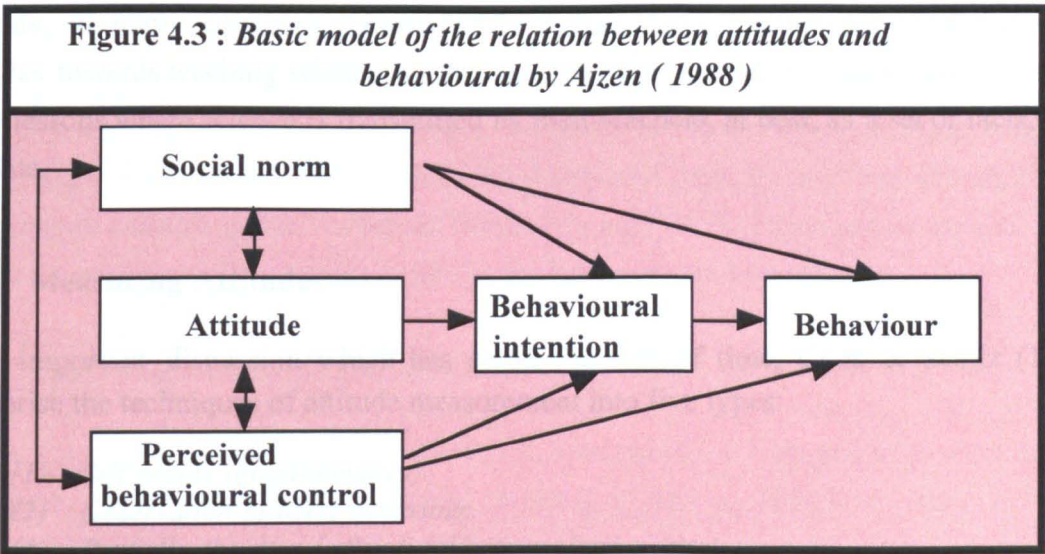 Figure 4.3 : Basic model of the relation between attitudes and
behavioural by Ajzen ( 1988 )
Social norm
Attitude
Behavioural
intention
Behaviour
Perceived
behavioural control